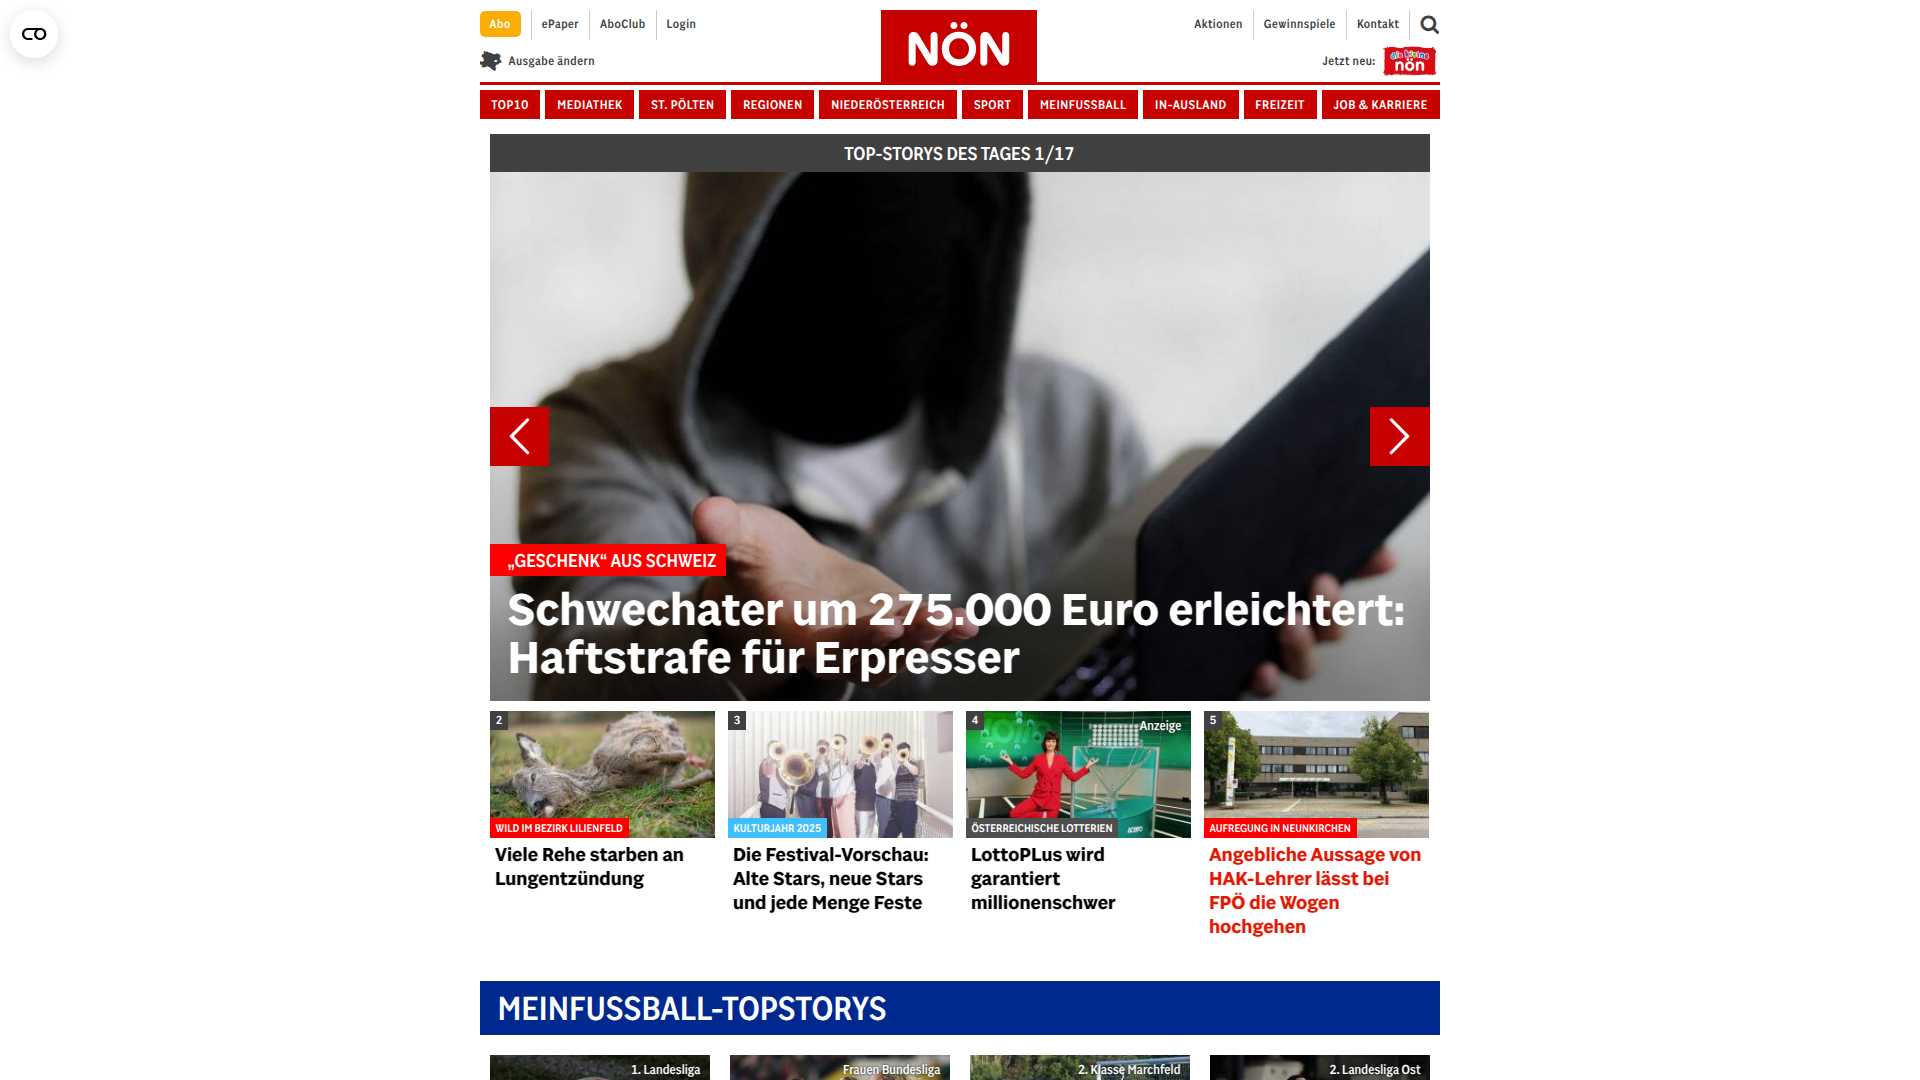 Abo
ePaper
AboClub
Login
NÖN
Aktionen
Gewinnspiele
Kontakt
Ausgabe ändern
Jetzt neu:
die kleine
nön
TOP10
MEDIATHEK
ST. PÖLTEN
REGIONEN
NIEDERÖSTERREICH
SPORT
MEINFUSSBALL
IN-AUSLAND
FREIZEIT
JOB & KARRIERE
TOP-STORYS DES TAGES 1/17
„GESCHENK“ AUS SCHWEIZ
Schwechater um 275.000 Euro erleichtert:
Haftstrafe für Erpresser
2
WILD IM BEZIRK LILIENFELD
Viele Rehe starben an
Lungentzündung
3
KULTURJAHR 2025
Die Festival-Vorschau:
Alte Stars, neue Stars
und jede Menge Feste
4
Anzeige
ÖSTERREICHISCHE LOTTERIEN
LottoPLus wird
garantiert
millionenschwer
5
AUFREGUNG IN NEUNKIRCHEN
Angebliche Aussage von
HAK-Lehrer lässt bei
FPÖ die Wogen
hochgehen
MEINFUSSBALL-TOPSTORYS
1. Landesliga
Frauen Bundesliga
2. Klasse Marchfeld
2. Landesliga Ost